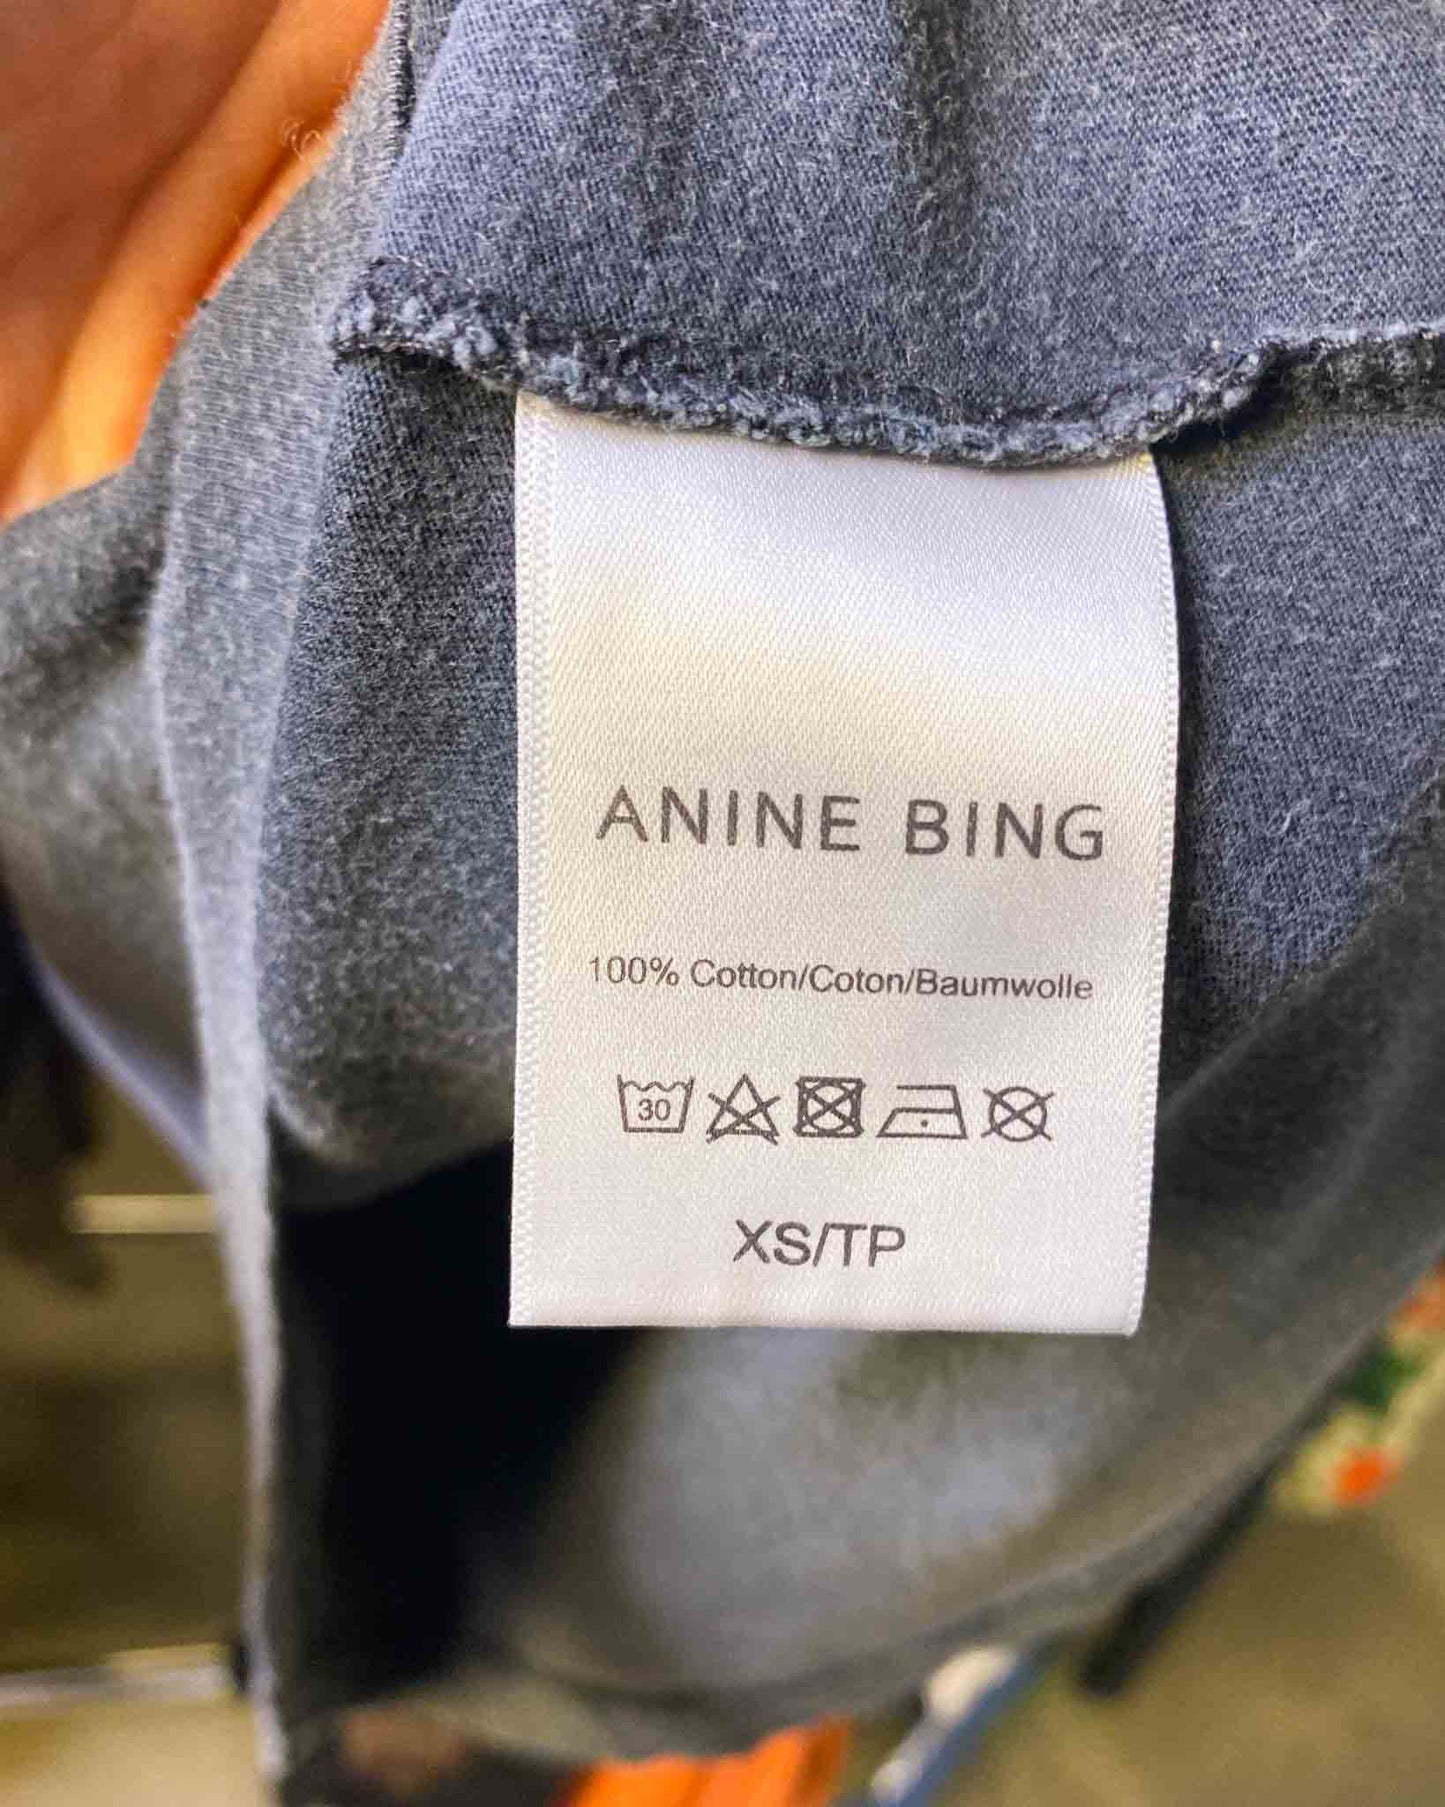 ANINE BING
100% Cotton/Coton/Baumwolle
30
XS/TP